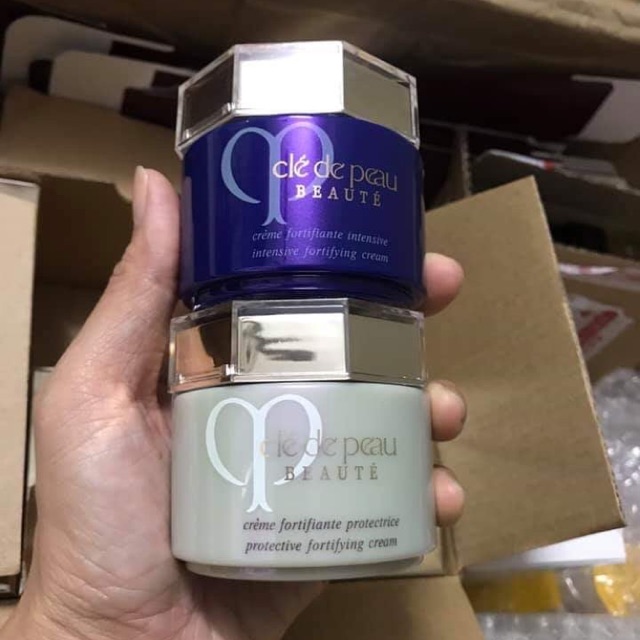 clé de peau
BEAUTÉ
crème fortifiante intensive
intensive fortifying cream
clé de peau
BEAUTÉ
crème fortifiante protectrice
protective fortifying cream